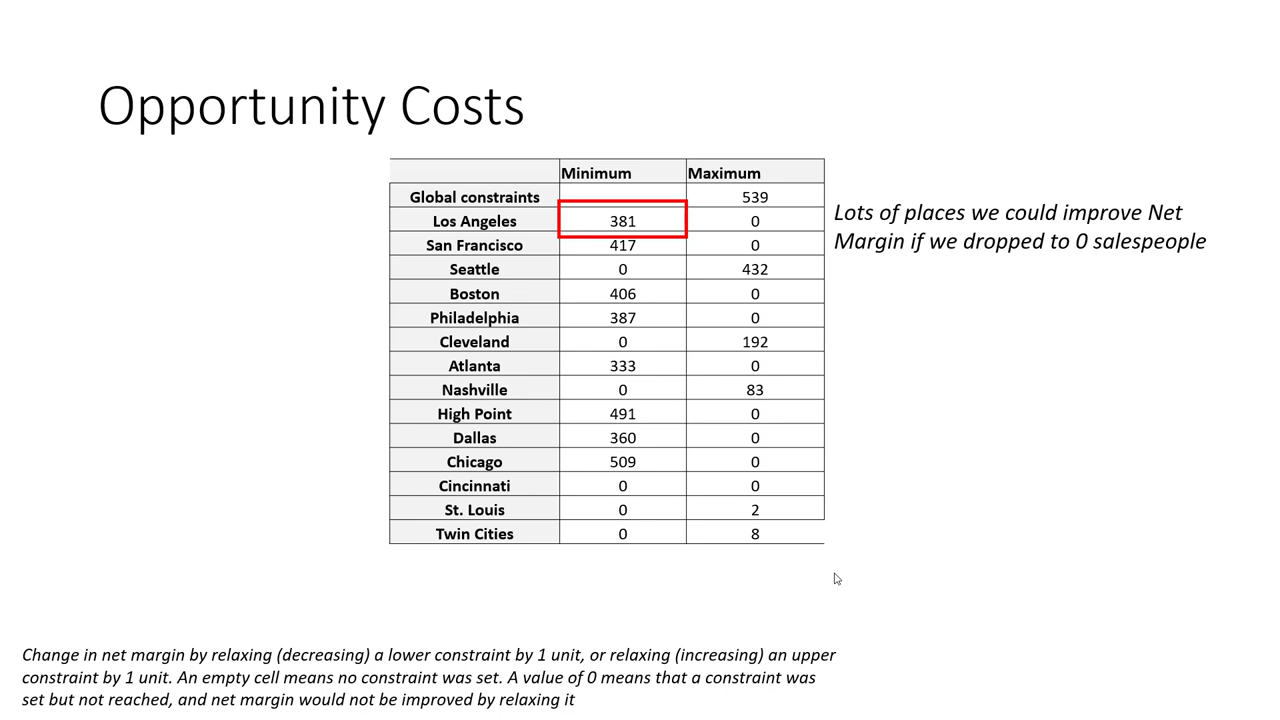 Opportunity Costs
Minimum Maximum
Global constraints 539
Los Angeles 381 0
San Francisco 417 0
Seattle 0 432
Boston 406 0
Philadelphia 387 0
Cleveland 0 192
Atlanta 333 0
Nashville 0 83
High Point 491 0
Dallas 360 0
Chicago 509 0
Cincinnati 0 0
St. Louis 0 2
Twin Cities 0 8
Lots of places we could improve Net
Margin if we dropped to 0 salespeople
Change in net margin by relaxing (decreasing) a lower constraint by 1 unit, or relaxing (increasing) an upper
constraint by 1 unit. An empty cell means no constraint was set. A value of 0 means that a constraint was
set but not reached, and net margin would not be improved by relaxing it